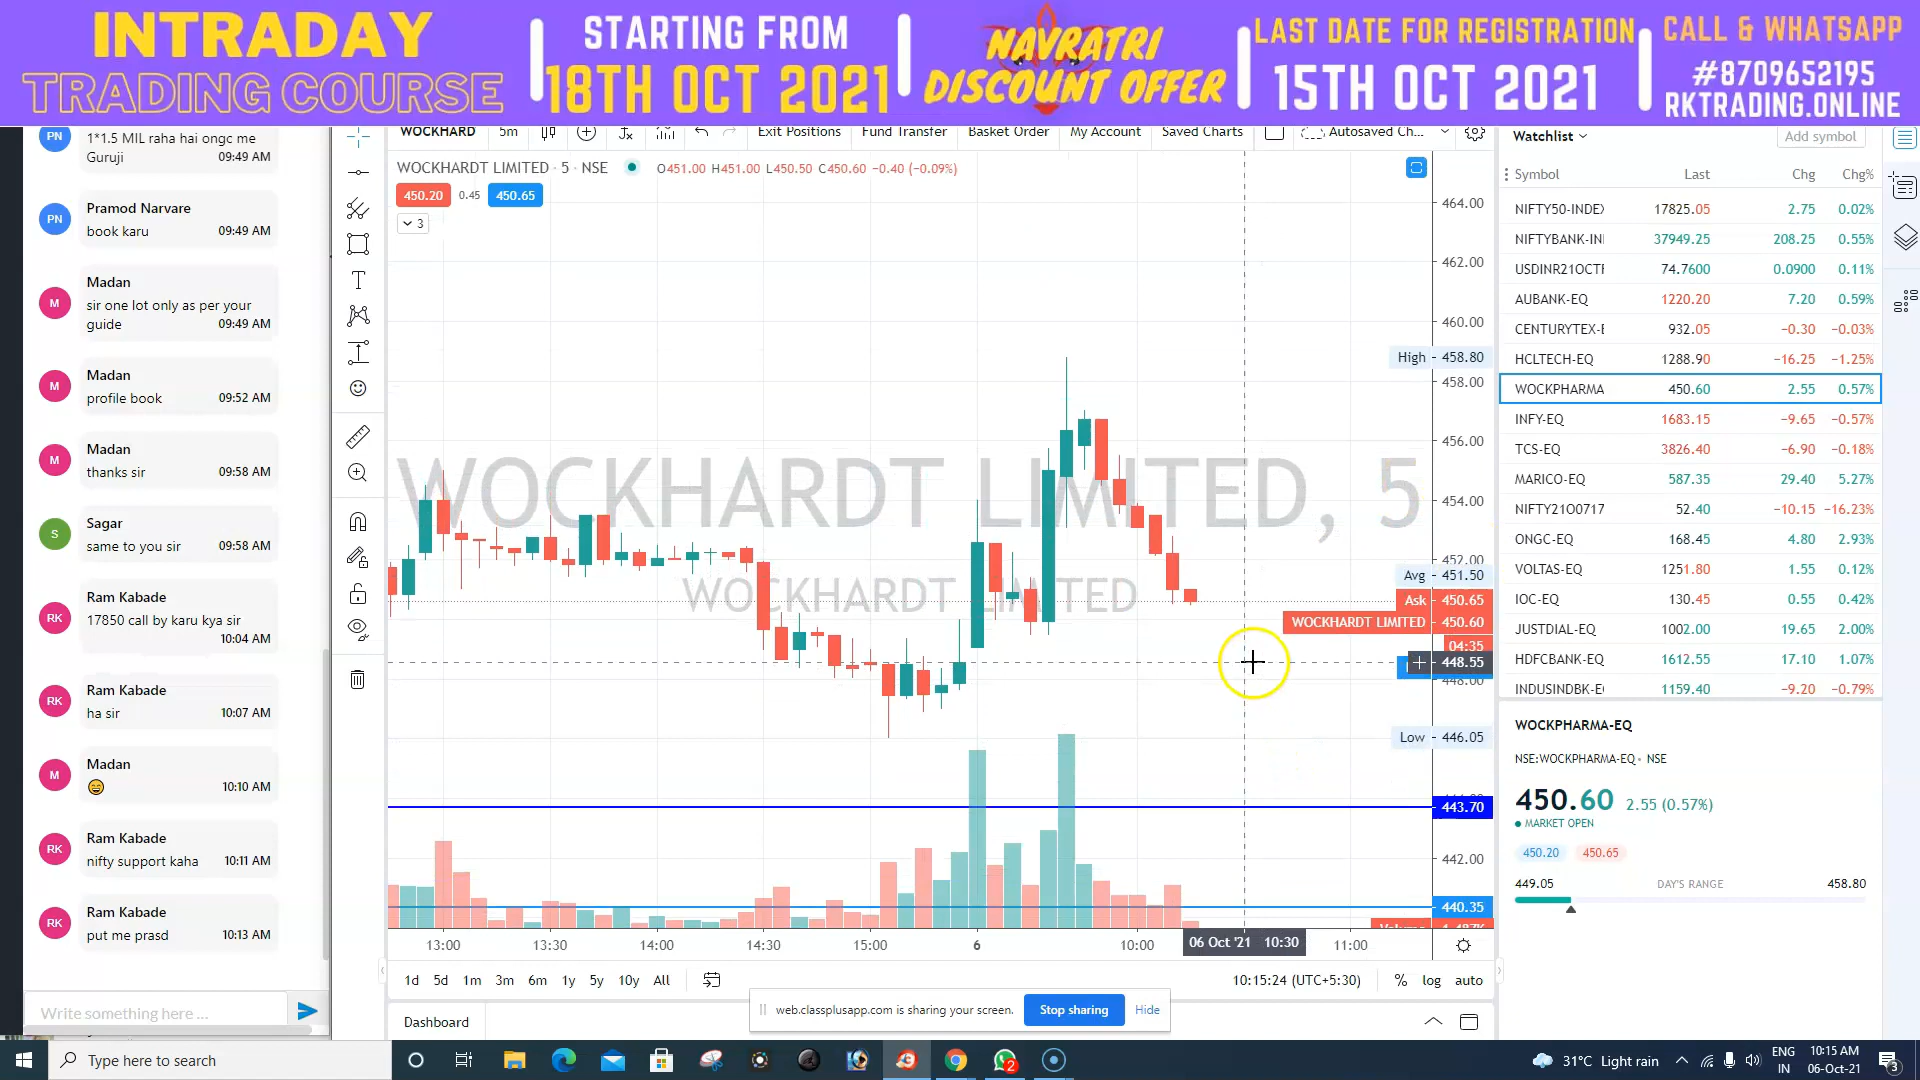 INTRADAY
TRADING COURSE
STARTING FROM
18TH OCT 2021
NAVRATRI
DISCOUNT OFFER
LAST DATE FOR REGISTRATION
15TH OCT 2021
CALL & WHATSAPP
#8709652195
RKTRADING.ONLINE
PN
1*1.5 MIL raha hai ongc me
Guruji 09:49 AM
PN
Pramod Narvare
book karu 09:49 AM
M
Madan
sir one lot only as per your
guide 09:49 AM
M
Madan
profile book 09:52 AM
M
Madan
thanks sir 09:58 AM
S
Sagar
same to you sir 09:58 AM
RK
Ram Kabade
17850 call by karu kya sir
10:04 AM
RK
Ram Kabade
ha sir 10:07 AM
M
Madan
10:10 AM
RK
Ram Kabade
nifty support kaha 10:11 AM
RK
Ram Kabade
put me prasd 10:13 AM
Write something here ...
WOCKHARD 5m Exit Positions Fund Transfer Basket Order My Account Saved Charts Autosaved Ch...
WOCKHARDT LIMITED · 5 · NSE O451.00 H451.00 L450.50 C450.60 −0.40 (−0.09%)
450.20 0.45 450.65
3
WOCKHARDT LIMITED, 5
WOCKHARDT LIMITED
464.00
462.00
460.00
High 458.80
458.00
456.00
454.00
452.00
Avg 451.50
Ask 450.65
WOCKHARDT LIMITED 450.60
04:35
448.55
448.00
Low 446.05
443.70
442.00
440.35
13:00 13:30 14:00 14:30 15:00 6 10:00 06 Oct '21 10:30 11:00
1d 5d 1m 3m 6m 1y 5y 10y All 10:15:24 (UTC+5:30) % log auto
Dashboard
web.classplusapp.com is sharing your screen. Stop sharing Hide
Watchlist Add symbol
Symbol Last Chg Chg%
NIFTY50-INDEX 17825.05 2.75 0.02%
NIFTYBANK-IN 37949.25 208.25 0.55%
USDINR21OCTF 74.7600 0.0900 0.11%
AUBANK-EQ 1220.20 7.20 0.59%
CENTURYTEX-E 932.05 −0.30 −0.03%
HCLTECH-EQ 1288.90 −16.25 −1.25%
WOCKPHARMA 450.60 2.55 0.57%
INFY-EQ 1683.15 −9.65 −0.57%
TCS-EQ 3826.40 −6.90 −0.18%
MARICO-EQ 587.35 29.40 5.27%
NIFTY21O0717 52.40 −10.15 −16.23%
ONGC-EQ 168.45 4.80 2.93%
VOLTAS-EQ 1251.80 1.55 0.12%
IOC-EQ 130.45 0.55 0.42%
JUSTDIAL-EQ 1002.00 19.65 2.00%
HDFCBANK-EQ 1612.55 17.10 1.07%
INDUSINDBK-E 1159.40 −9.20 −0.79%
WOCKPHARMA-EQ
NSE:WOCKPHARMA-EQ • NSE
450.60 2.55 (0.57%)
MARKET OPEN
450.20 450.65
449.05 DAY'S RANGE 458.80
Type here to search
2
31°C Light rain
ENG
IN
10:15 AM
06-Oct-21
3